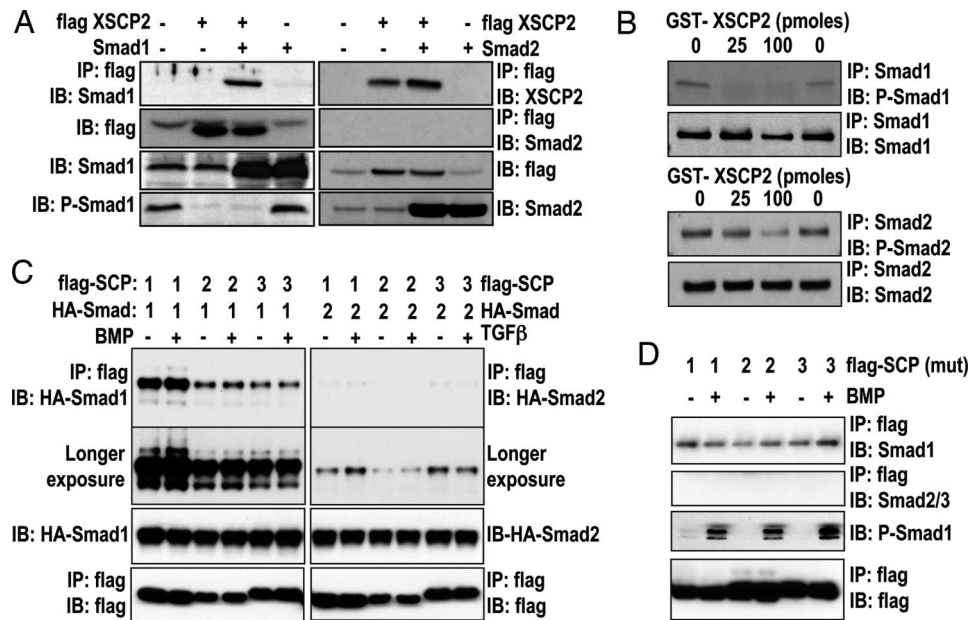 A
flag XSCP2 - + + - - + + - flag XSCP2
Smad1 - - + + - - + + Smad2
IP: flag
IB: Smad1
IP: flag
IB: XSCP2
IB: flag
IP: flag
IB: Smad2
IB: Smad1
IB: flag
IB: P-Smad1
IB: Smad2
B
GST- XSCP2 (pmoles)
0 25 100 0
IP: Smad1
IB: P-Smad1
IP: Smad1
IB: Smad1
GST- XSCP2 (pmoles)
0 25 100 0
IP: Smad2
IB: P-Smad2
IP: Smad2
IB: Smad2
C
flag-SCP: 1 1 2 2 3 3 1 1 2 2 3 3 flag-SCP
HA-Smad: 1 1 1 1 1 1 2 2 2 2 2 2 HA-Smad
BMP - + - + - + - + - + - + TGFβ
IP: flag
IB: HA-Smad1
IP: flag
IB: HA-Smad2
Longer
exposure
Longer
exposure
IB: HA-Smad1
IB-HA-Smad2
IP: flag
IB: flag
IP: flag
IB: flag
D
1 1 2 2 3 3 flag-SCP (mut)
- + - + - + BMP
IP: flag
IB: Smad1
IP: flag
IB: Smad2/3
IB: P-Smad1
IP: flag
IB: flag